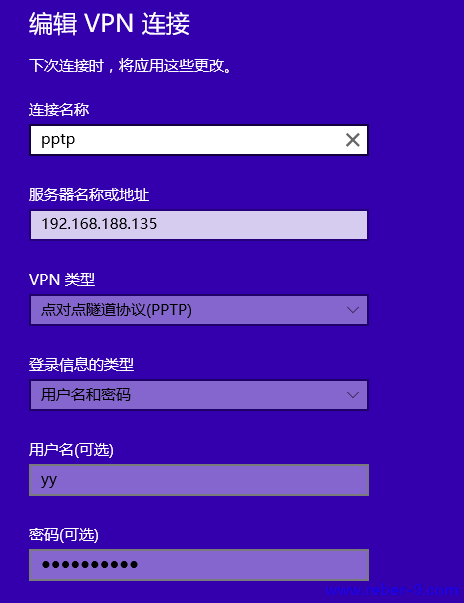 编辑 VPN 连接
下次连接时，将应用这些更改。
连接名称
pptp
服务器名称或地址
192.168.188.135
VPN 类型
点对点隧道协议(PPTP)
登录信息的类型
用户名和密码
用户名(可选)
yy
密码(可选)
●●●●●●●●●●